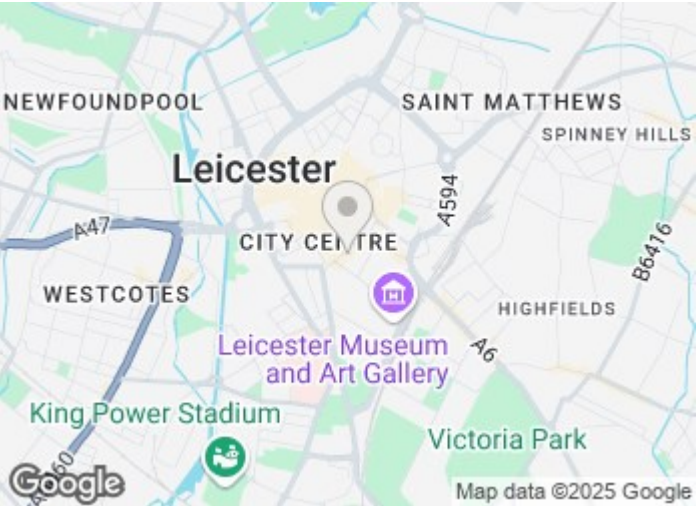 NEWFOUNDPOOL
SAINT MATTHEWS
SPINNEY HILLS
Leicester
A594
A47
CITY CENTRE
B6416
WESTCOTES
HIGHFIELDS
A6
Leicester Museum
and Art Gallery
King Power Stadium
Victoria Park
Google
Map data ©2025 Google